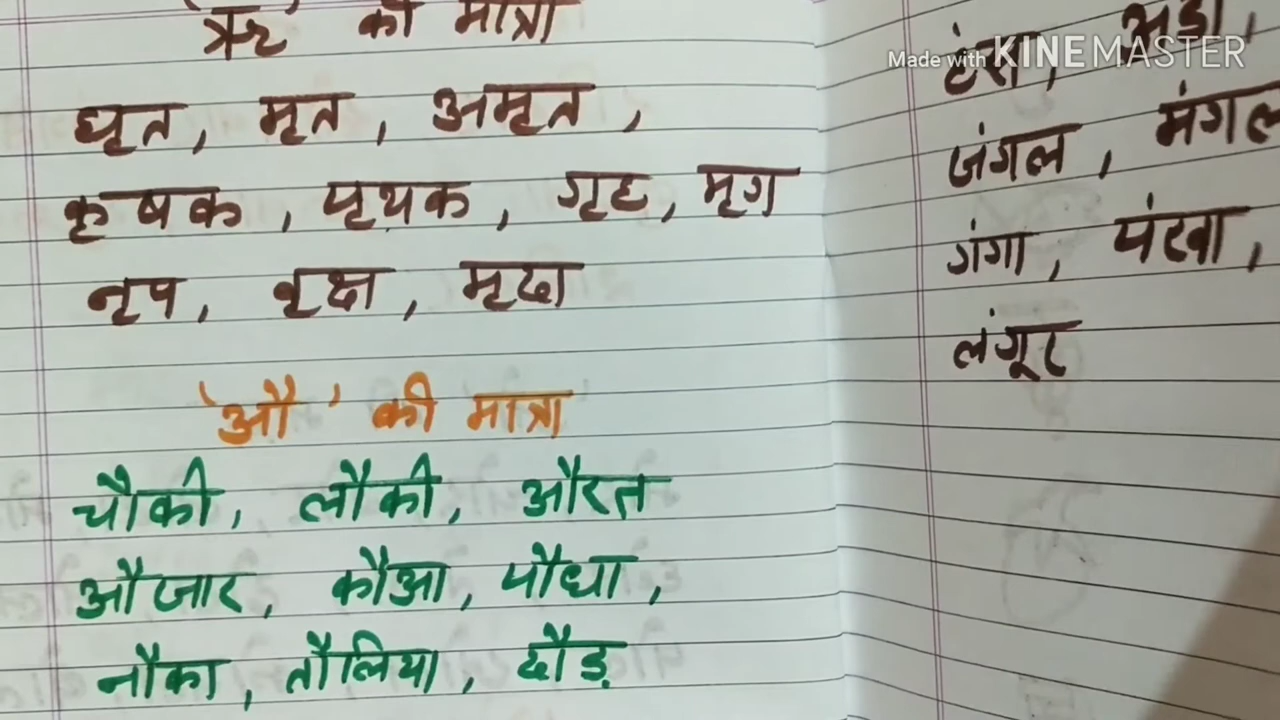 'ऋ' की मात्रा
घृत, मृत, अमृत,
कृषक, पृथक, गृह, मृग
नृप, वृक्ष, मृदा
'औ' की मात्रा
चौकी, लौकी, औरत
औजार, कौआ, पौधा,
नौका, तौलिया, दौड़
Made with KINEMASTER
जंगल, मंगल
गंगा, पंखा,
लंगूर